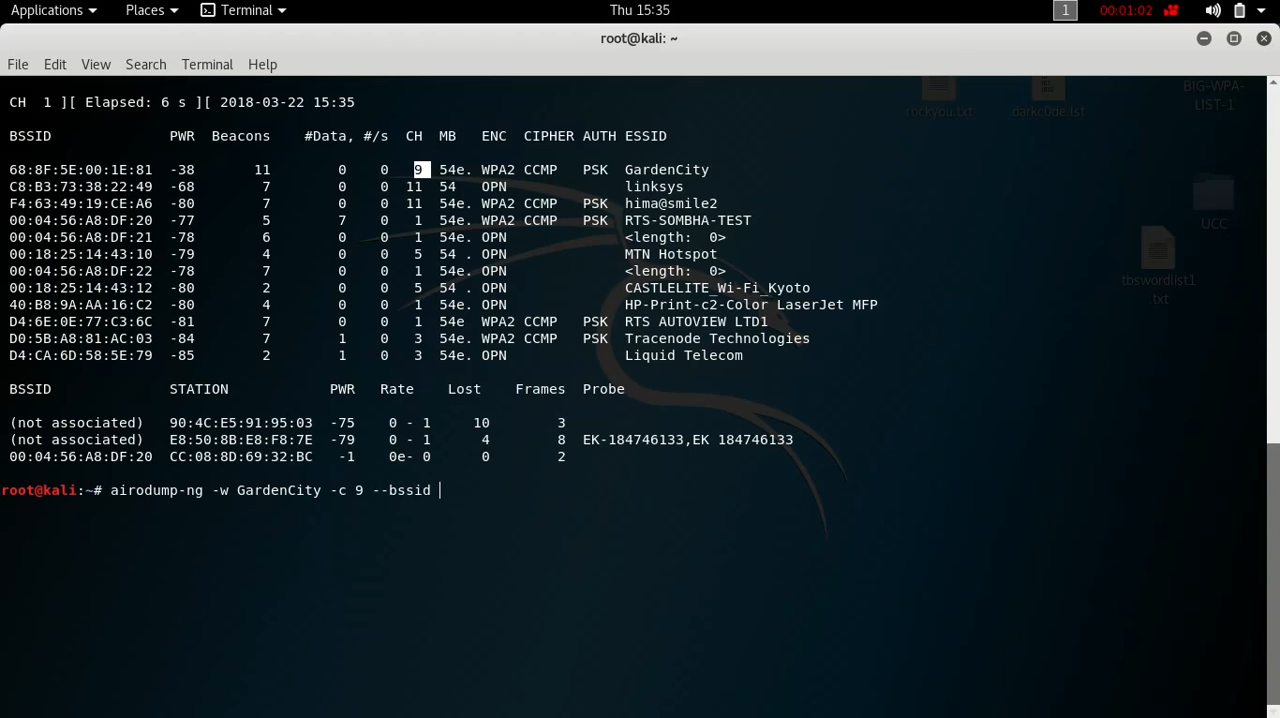 Applications Places Terminal Thu 15:35 1 00:01:02
root@kali: ~
File Edit View Search Terminal Help
rockyou.txt darkc0de.lst BIG-WPA-LIST-1
CH 1 ][ Elapsed: 6 s ][ 2018-03-22 15:35
BSSID PWR Beacons #Data, #/s CH MB ENC CIPHER AUTH ESSID
68:8F:5E:00:1E:81 -38 11 0 0 9 54e. WPA2 CCMP PSK GardenCity
C8:B3:73:38:22:49 -68 7 0 0 11 54 OPN linksys
F4:63:49:19:CE:A6 -80 7 0 0 11 54e. WPA2 CCMP PSK hima@smile2
00:04:56:A8:DF:20 -77 5 7 0 1 54e. WPA2 CCMP PSK RTS-SOMBHA-TEST
00:04:56:A8:DF:21 -78 6 0 0 1 54e. OPN <length: 0>
00:18:25:14:43:10 -79 4 0 0 5 54 . OPN MTN Hotspot
00:04:56:A8:DF:22 -78 7 0 0 1 54e. OPN <length: 0>
00:18:25:14:43:12 -80 2 0 0 5 54 . OPN CASTLELITE_Wi-Fi_Kyoto
40:B8:9A:AA:16:C2 -80 4 0 0 1 54e. OPN HP-Print-c2-Color LaserJet MFP
D4:6E:0E:77:C3:6C -81 7 0 0 1 54e WPA2 CCMP PSK RTS AUTOVIEW LTD1
D0:5B:A8:81:AC:03 -84 7 1 0 3 54e. WPA2 CCMP PSK Tracenode Technologies
D4:CA:6D:58:5E:79 -85 2 1 0 3 54e. OPN Liquid Telecom
UCC
tbswordlist1
.txt
BSSID STATION PWR Rate Lost Frames Probe
(not associated) 90:4C:E5:91:95:03 -75 0 - 1 10 3
(not associated) E8:50:8B:E8:F8:7E -79 0 - 1 4 8 EK-184746133,EK 184746133
00:04:56:A8:DF:20 CC:08:8D:69:32:BC -1 0e- 0 0 2
root@kali:~# airodump-ng -w GardenCity -c 9 --bssid